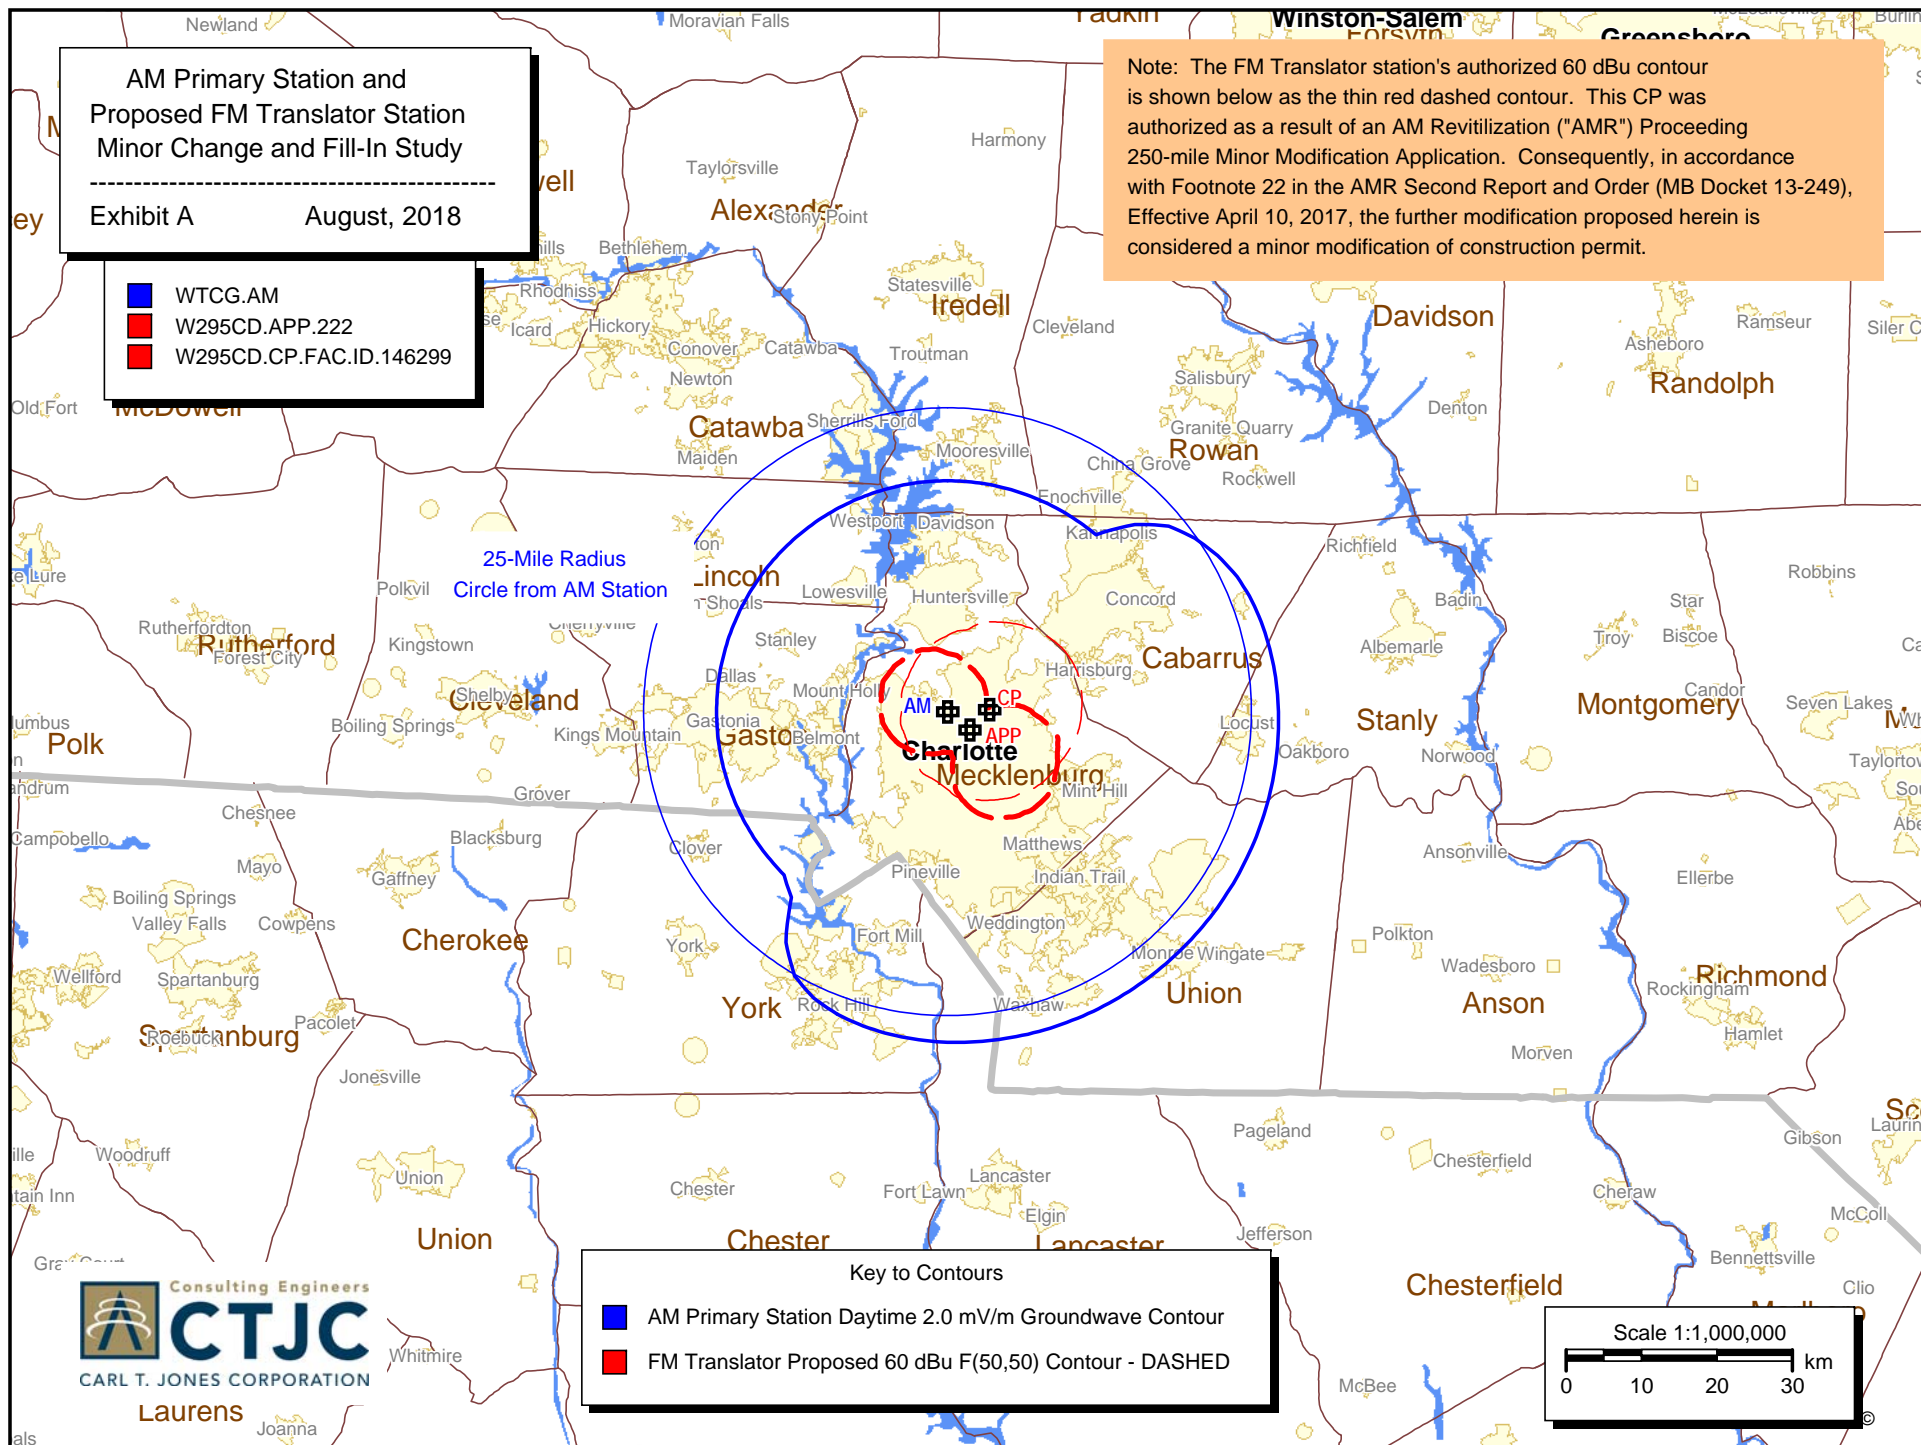 Newland
Moravian Falls
Yadkin
Winston-Salem
Forsyth
Greensboro
AM Primary Station and
Proposed FM Translator Station
Minor Change and Fill-In Study
Exhibit A August, 2018
WTCG.AM
W295CD.APP.222
W295CD.CP.FAC.ID.146299
Note: The FM Translator station's authorized 60 dBu contour
is shown below as the thin red dashed contour. This CP was
authorized as a result of an AM Revitilization ("AMR") Proceeding
250-mile Minor Modification Application. Consequently, in accordance
with Footnote 22 in the AMR Second Report and Order (MB Docket 13-249),
Effective April 10, 2017, the further modification proposed herein is
considered a minor modification of construction permit.
Harmony
Taylorsville
Alexander
Stony Point
Bethlehem
Rhodhiss
Icard
Hickory
Conover
Catawba
Newton
Statesville
Iredell
Troutman
Cleveland
Davidson
Ramseur
Asheboro
Randolph
Salisbury
Denton
Old Fort
McDowell
Catawba
Sherrills Ford
Maiden
Mooresville
Granite Quarry
Rowan
China Grove
Rockwell
Enochville
Westport
Davidson
Kannapolis
Richfield
25-Mile Radius
Circle from AM Station
Lincoln
Polkvil
Cherryville
Lowesville
Huntersville
Concord
Badin
Robbins
Star
Troy
Biscoe
Rutherfordton
Rutherford
Forest City
Kingstown
Stanley
Albemarle
Dallas
Harrisburg
Cabarrus
Shelby
Cleveland
Mount Holly
AM
CP
APP
Charlotte
Mecklenburg
Candor
Montgomery
Seven Lakes
Polk
Boiling Springs
Kings Mountain
Gastonia
Belmont
Locust
Stanly
Oakboro
Norwood
Mint Hill
Grover
Chesnee
Campobello
Blacksburg
Clover
Matthews
Ansonville
Mayo
Gaffney
Pineville
Indian Trail
Ellerbe
Boiling Springs
Valley Falls
Cowpens
Cherokee
York
Fort Mill
Weddington
Monroe
Wingate
Polkton
Wadesboro
Wellford
Spartanburg
York
Rock Hill
Waxhaw
Union
Anson
Richmond
Rockingham
Hamlet
Pacolet
Spartanburg
Roebuck
Morven
Jonesville
Woodruff
Pageland
Gibson
Union
Chester
Fort Lawn
Lancaster
Chesterfield
Cheraw
Elgin
McColl
Union
Chester
Lancaster
Jefferson
Bennettsville
Gray Court
Chesterfield
Clio
Consulting Engineers
CTJC
CARL T. JONES CORPORATION
Key to Contours
AM Primary Station Daytime 2.0 mV/m Groundwave Contour
FM Translator Proposed 60 dBu F(50,50) Contour - DASHED
Scale 1:1,000,000
km
0 10 20 30
Whitmire
McBee
Laurens
Joanna
©